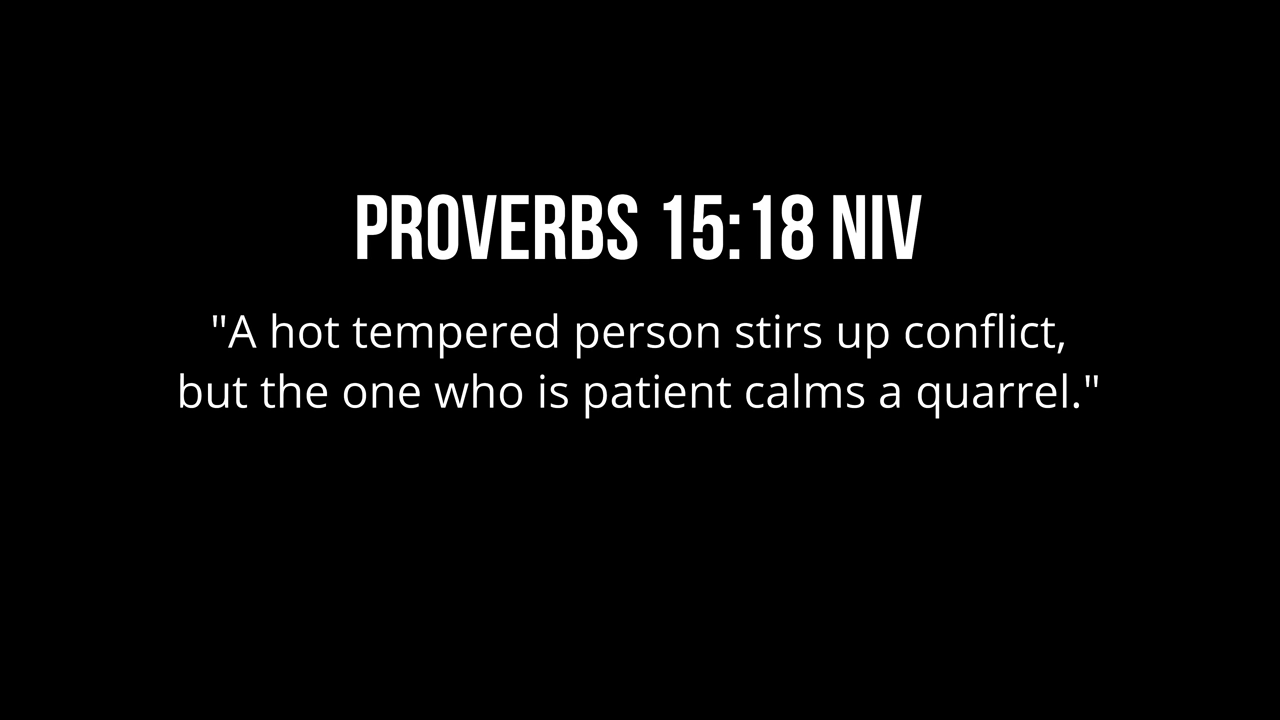 PROVERBS 15:18 NIV
"A hot tempered person stirs up conflict,
but the one who is patient calms a quarrel."